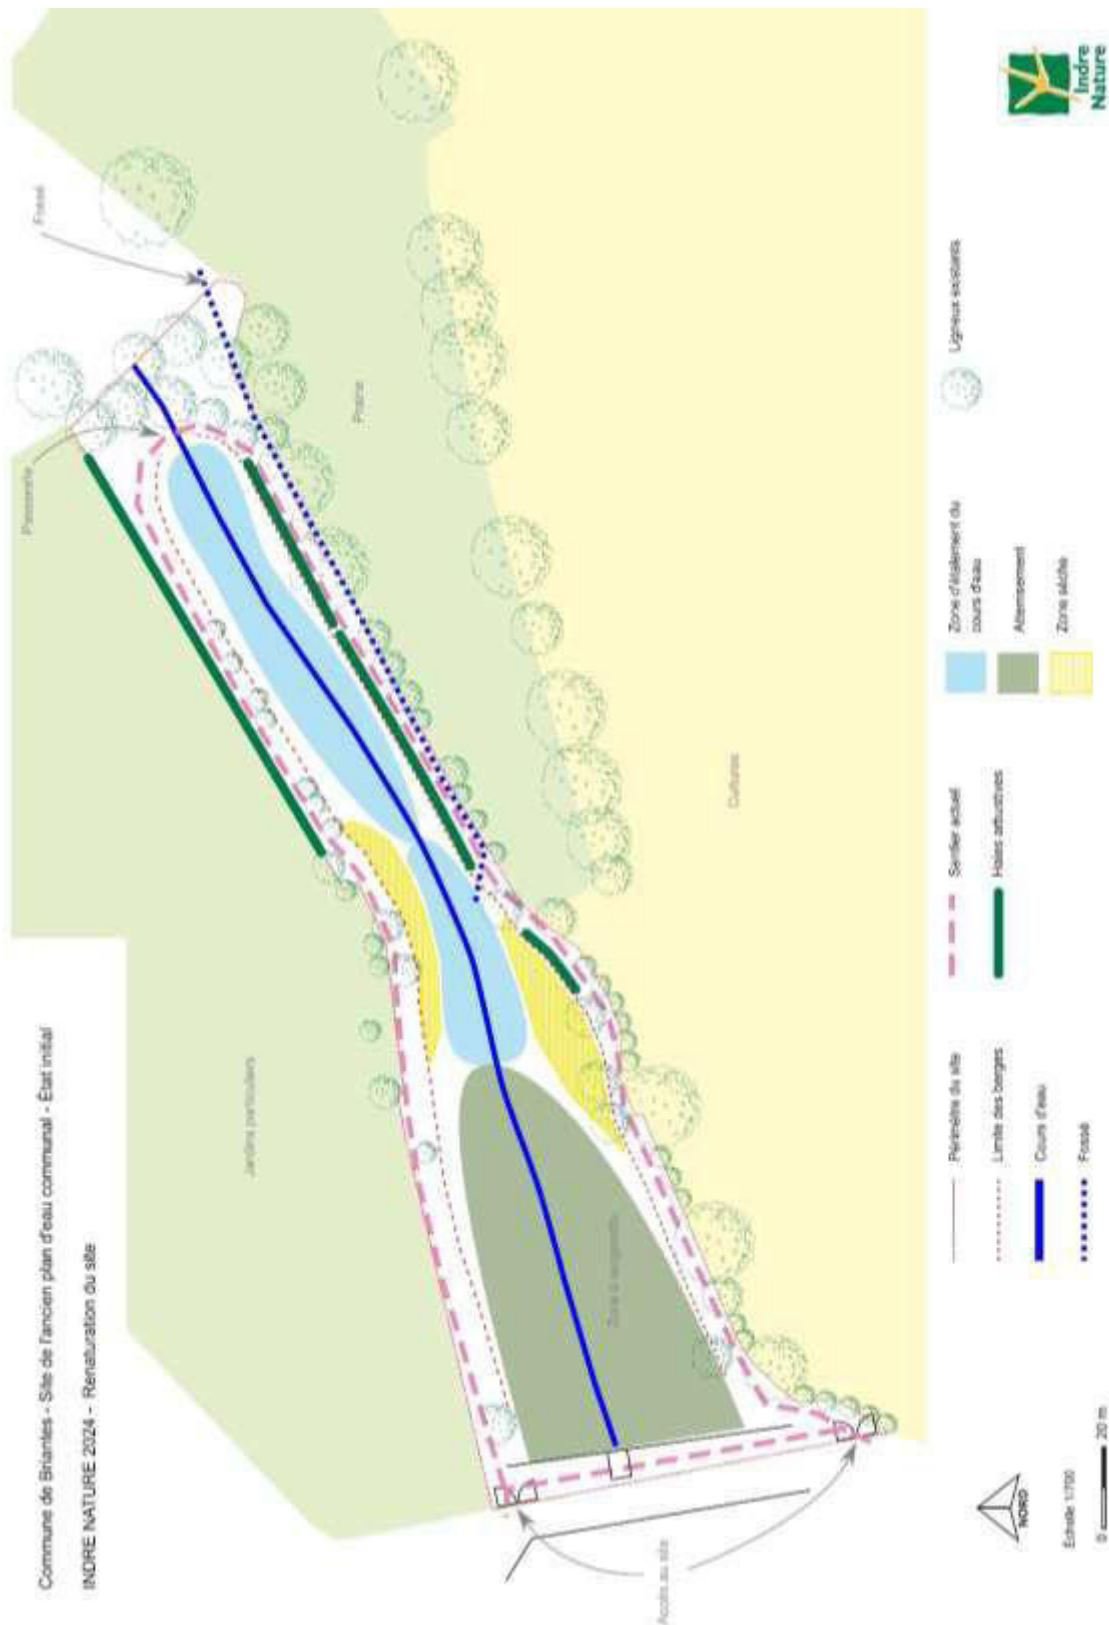 Commune de Briantes - Site de l'ancien plan d'eau communal - État initial
INDRE NATURE 2024 - Renaturation du site
Passerelle
Fossé
Prairie
Jardins particuliers
Cultures
Zone à
Accès au site
NORD
Echelle 1/700
0
20 m
Périmètre du site
Limite des berges
Cours d'eau
Fossé
Sentier actuel
Haies arbustives
Zone d'étalement du
cours d'eau
Atterrissement
Zone sèche
Ligneux existants
Indre
Nature